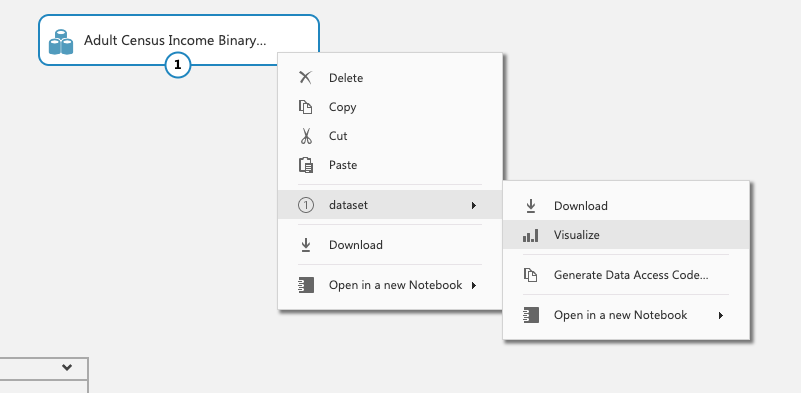 Adult Census Income Binary...
1
Delete
Copy
Cut
Paste
1 dataset
Download
Open in a new Notebook
Download
Visualize
Generate Data Access Code...
Open in a new Notebook